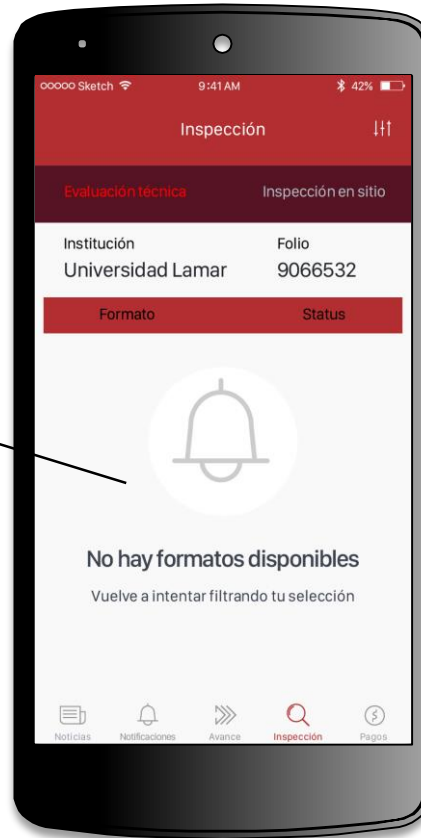 ooooo Sketch 9:41 AM 42%
Inspección
Evaluación técnica Inspección en sitio
Institución Folio
Universidad Lamar 9066532
Formato Status
No hay formatos disponibles
Vuelve a intentar filtrando tu selección
Noticias Notificaciones Avance Inspección Pagos